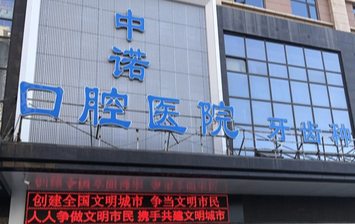 中诺
口腔医院 牙齿种
创建全国文明城市 争当文明市民
人人争做文明市民 携手共建文明城市